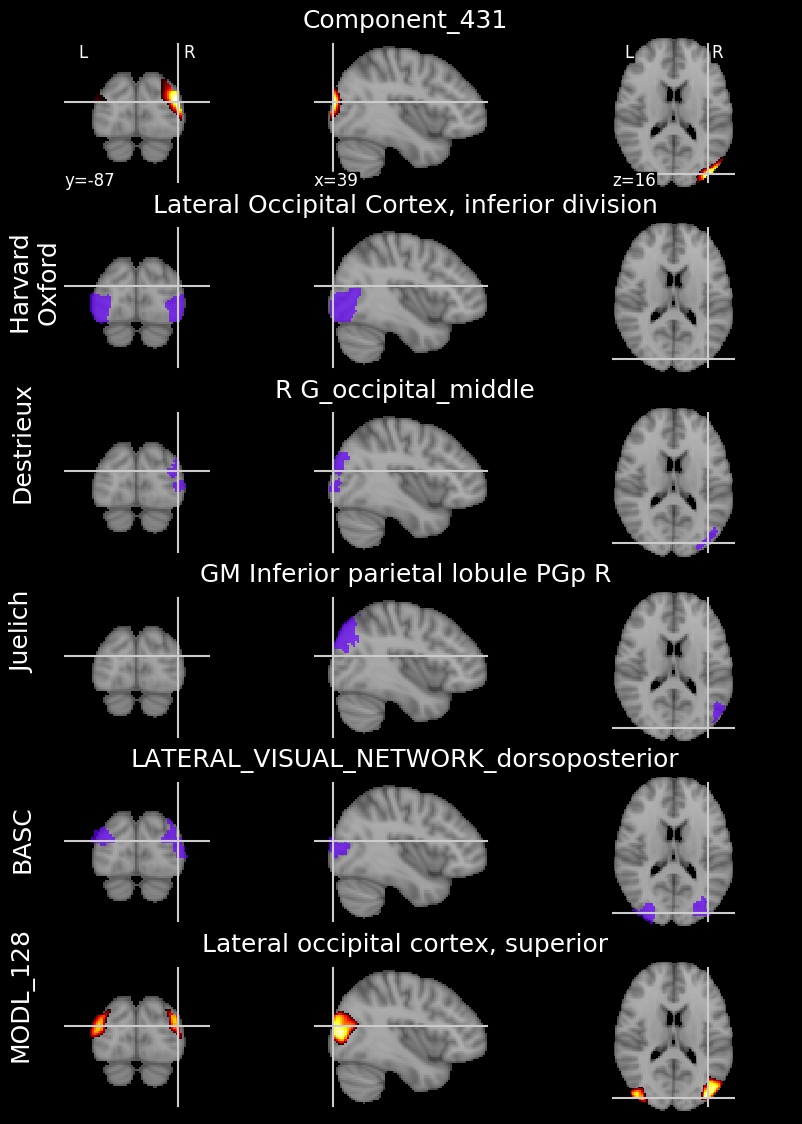 Component_431
L R
L R
y=-87 x=39 z=16
Lateral Occipital Cortex, inferior division
Harvard
Oxford
R G_occipital_middle
Destrieux
GM Inferior parietal lobule PGp R
Juelich
LATERAL_VISUAL_NETWORK_dorsoposterior
BASC
Lateral occipital cortex, superior
MODL_128